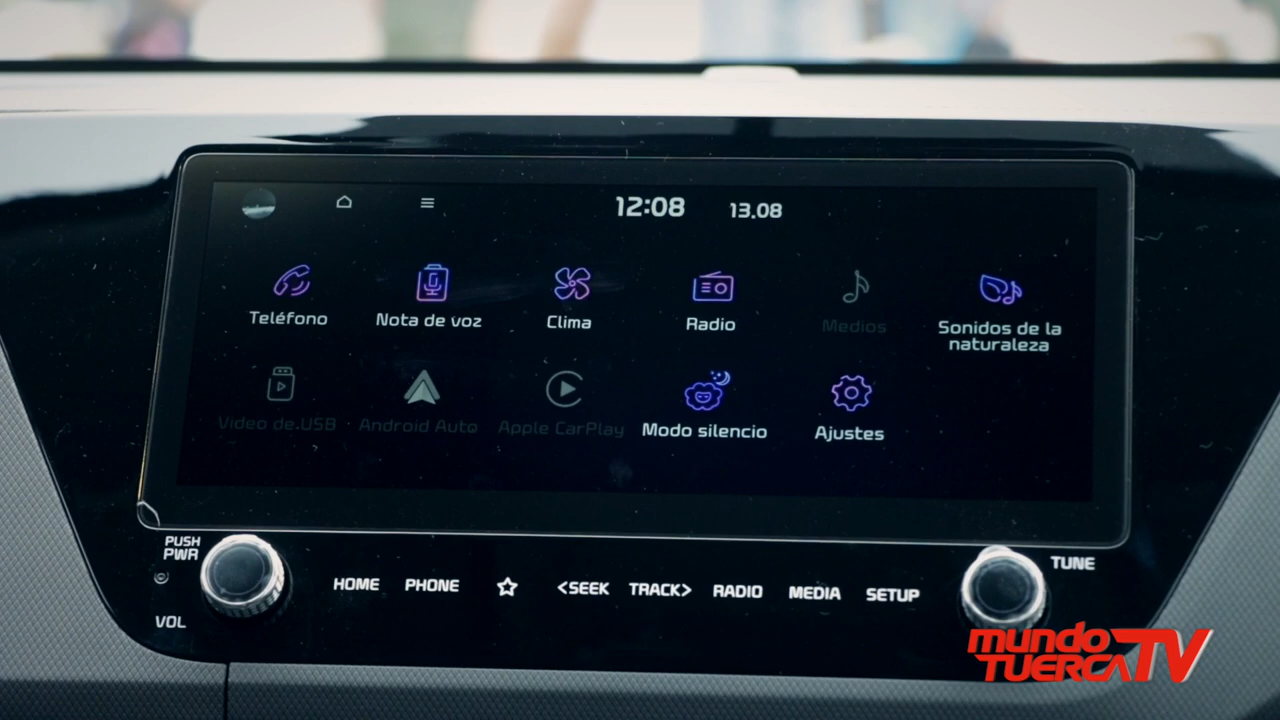 12:08 13.08
Teléfono Nota de voz Clima Radio Medios Sonidos de la
naturaleza
Video de USB Android Auto Apple CarPlay Modo silencio Ajustes
PUSH
PWR
VOL
HOME PHONE <SEEK TRACK> RADIO MEDIA SETUP
TUNE
mundo
TUERCA TV